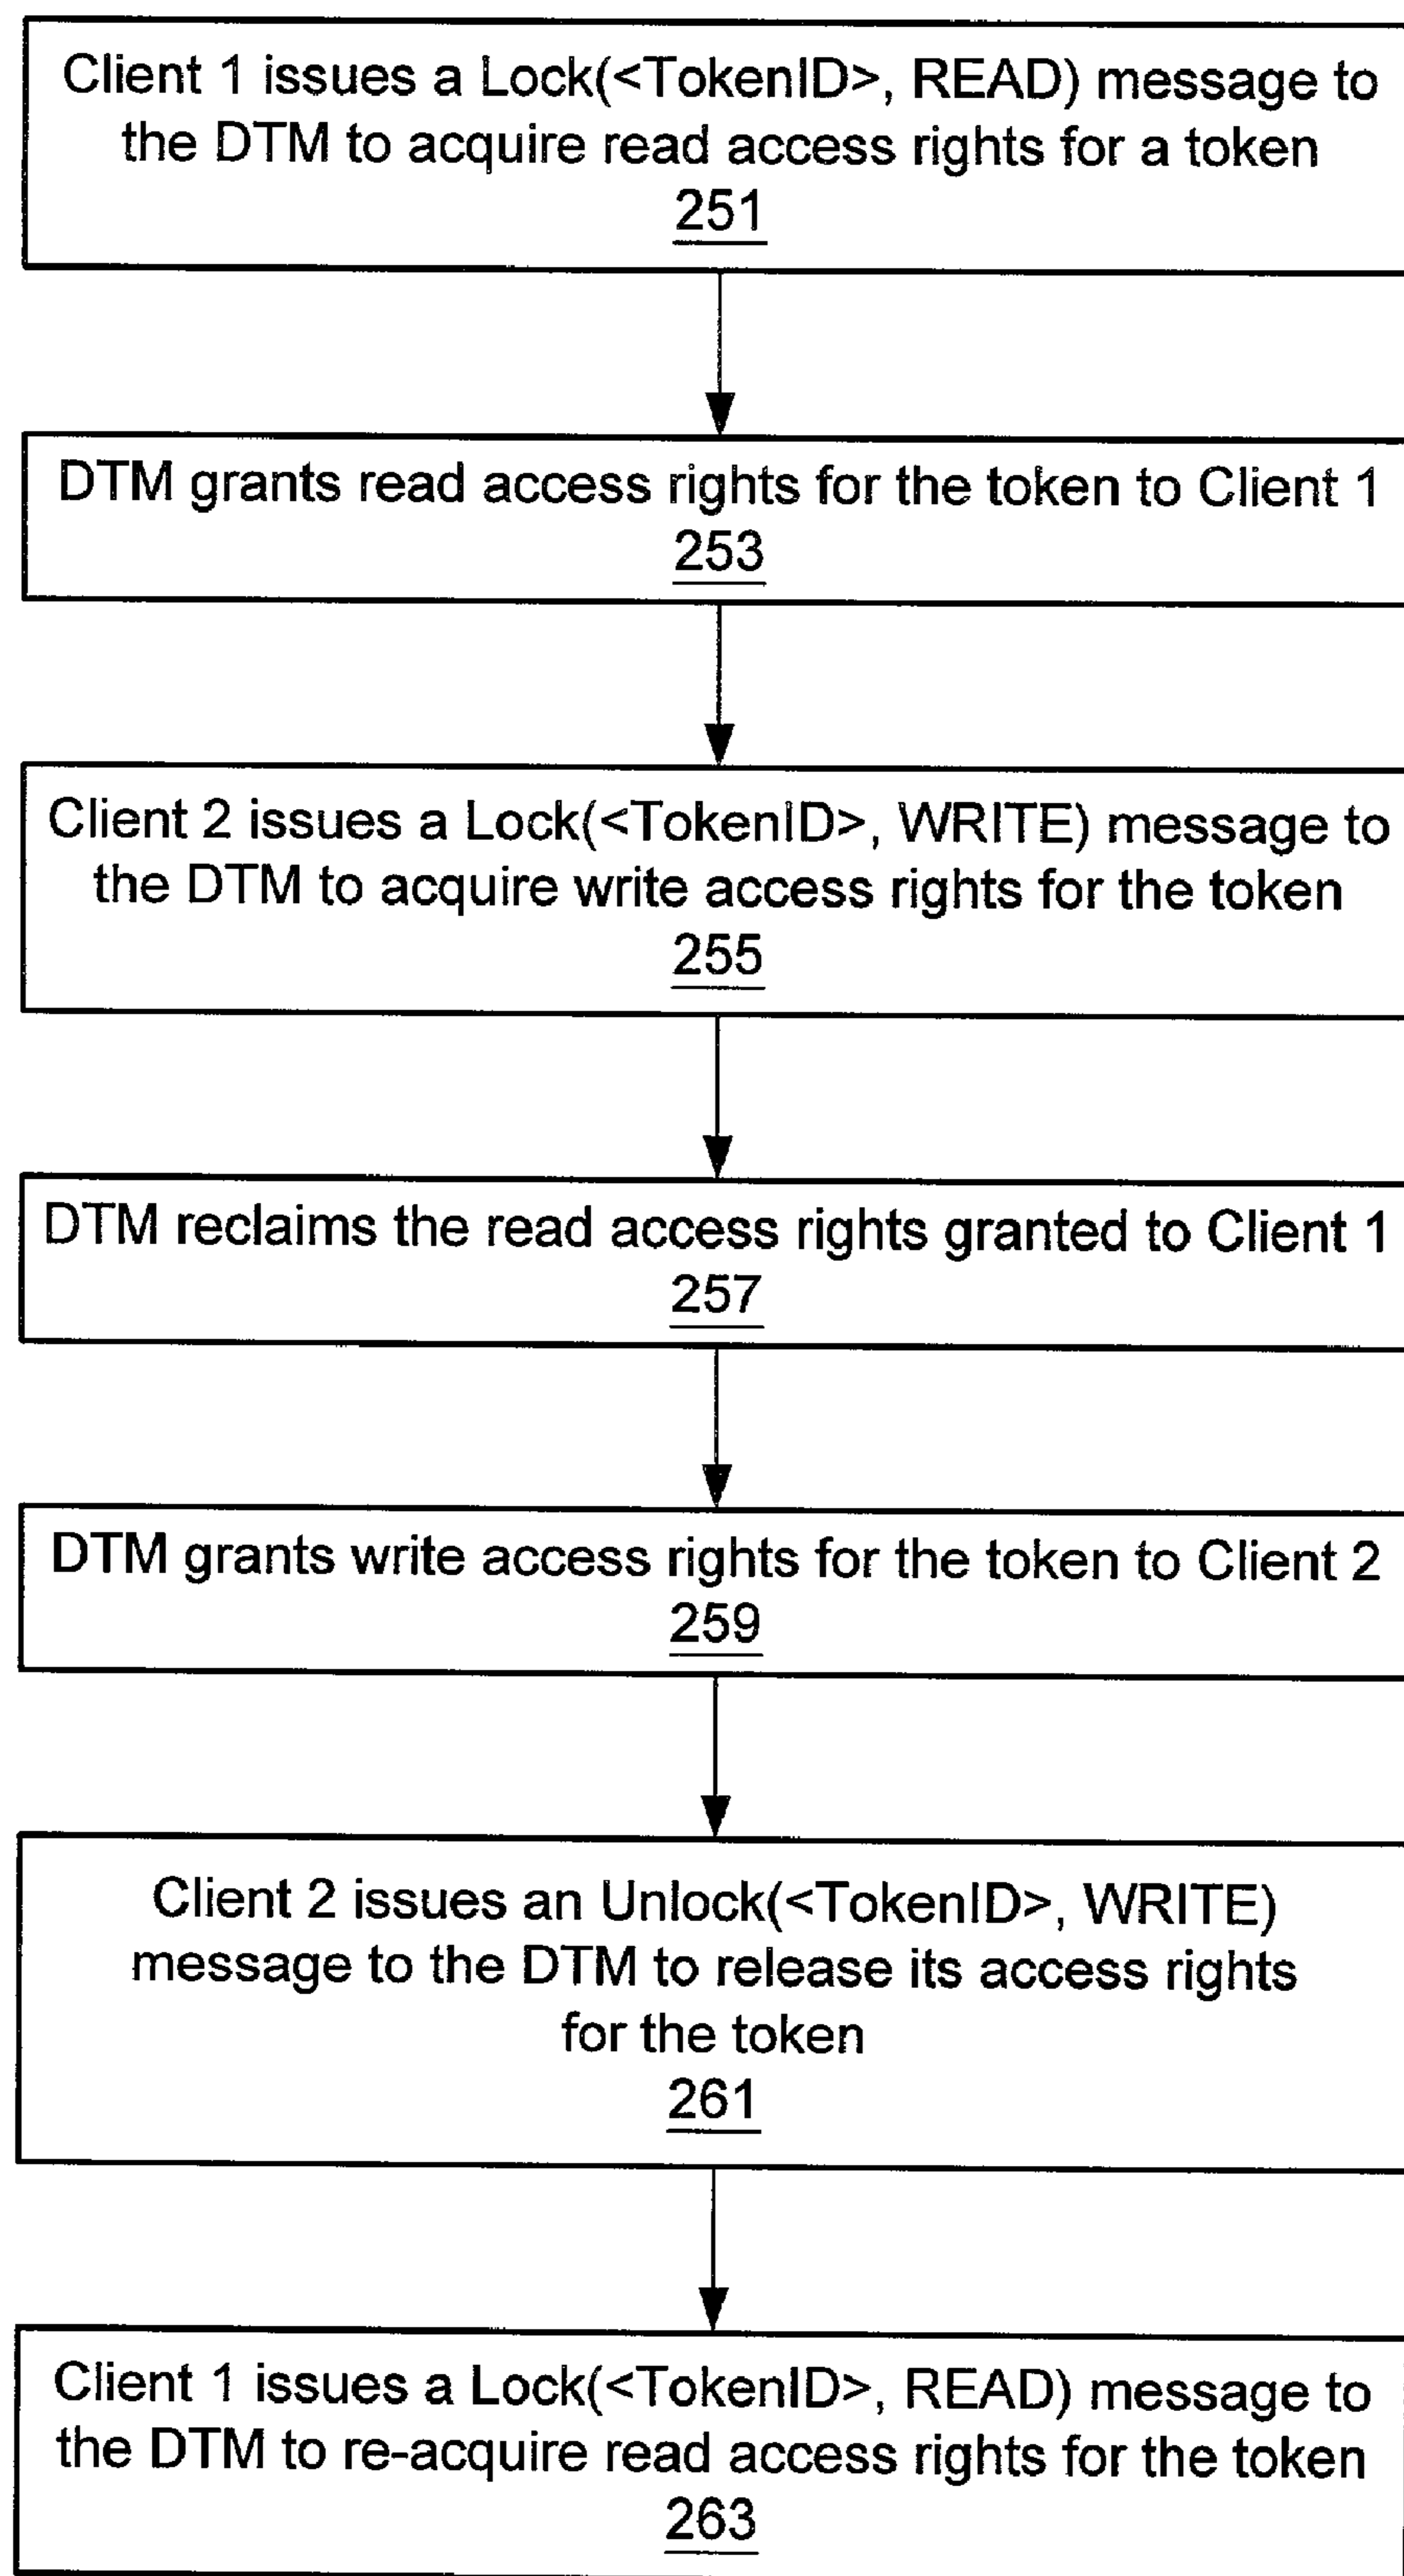 Client 1 issues a Lock(<TokenID>, READ) message to
the DTM to acquire read access rights for a token
251
DTM grants read access rights for the token to Client 1
253
Client 2 issues a Lock(<TokenID>, WRITE) message to
the DTM to acquire write access rights for the token
255
DTM reclaims the read access rights granted to Client 1
257
DTM grants write access rights for the token to Client 2
259
Client 2 issues an Unlock(<TokenID>, WRITE)
message to the DTM to release its access rights
for the token
261
Client 1 issues a Lock(<TokenID>, READ) message to
the DTM to re-acquire read access rights for the token
263